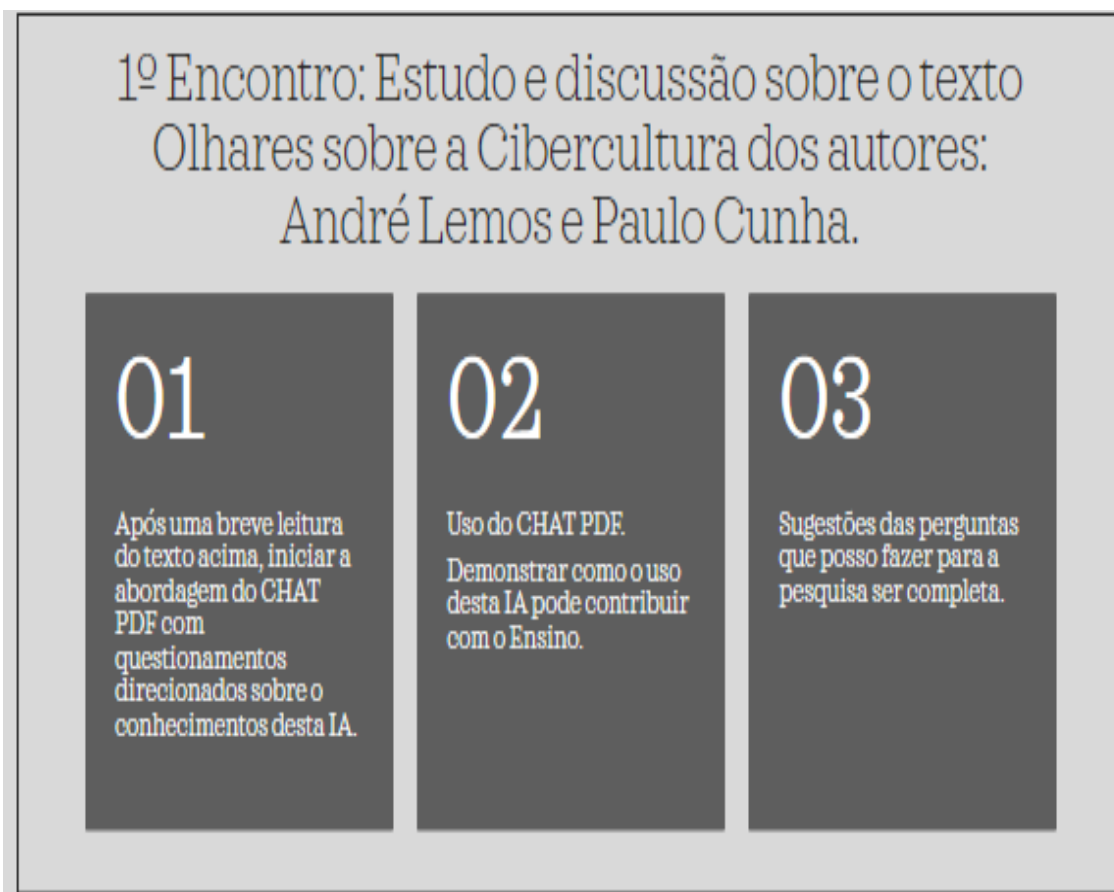 1º Encontro: Estudo e discussão sobre o texto
Olhares sobre a Cibercultura dos autores:
André Lemos e Paulo Cunha.
01
Após uma breve leitura
do texto acima, iniciar a
abordagem do CHAT
PDF com
questionamentos
direcionados sobre o
conhecimentos desta IA.
02
Uso do CHAT PDF.
Demonstrar como o uso
desta IA pode contribuir
com o Ensino.
03
Sugestões das perguntas
que posso fazer para a
pesquisa ser completa.